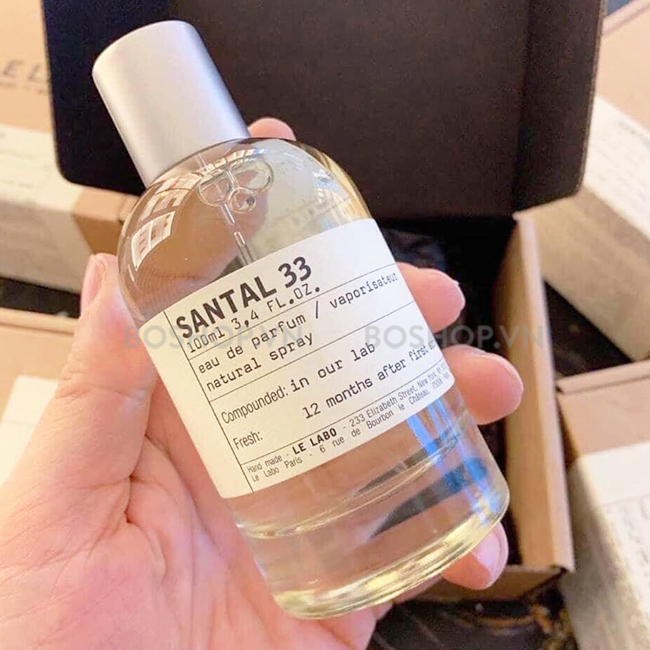 SANTAL 33
100ml 3,4 FL.OZ.
eau de parfum / vaporisateur
natural spray
Compounded: in our lab
Fresh: 12 months after first
Hand made - LE LABO - 233 Elizabeth Street, New York
Le Labo Paris - 6 rue de Bourbon le Château,
BOSHOP.VN BOSHOP.VN